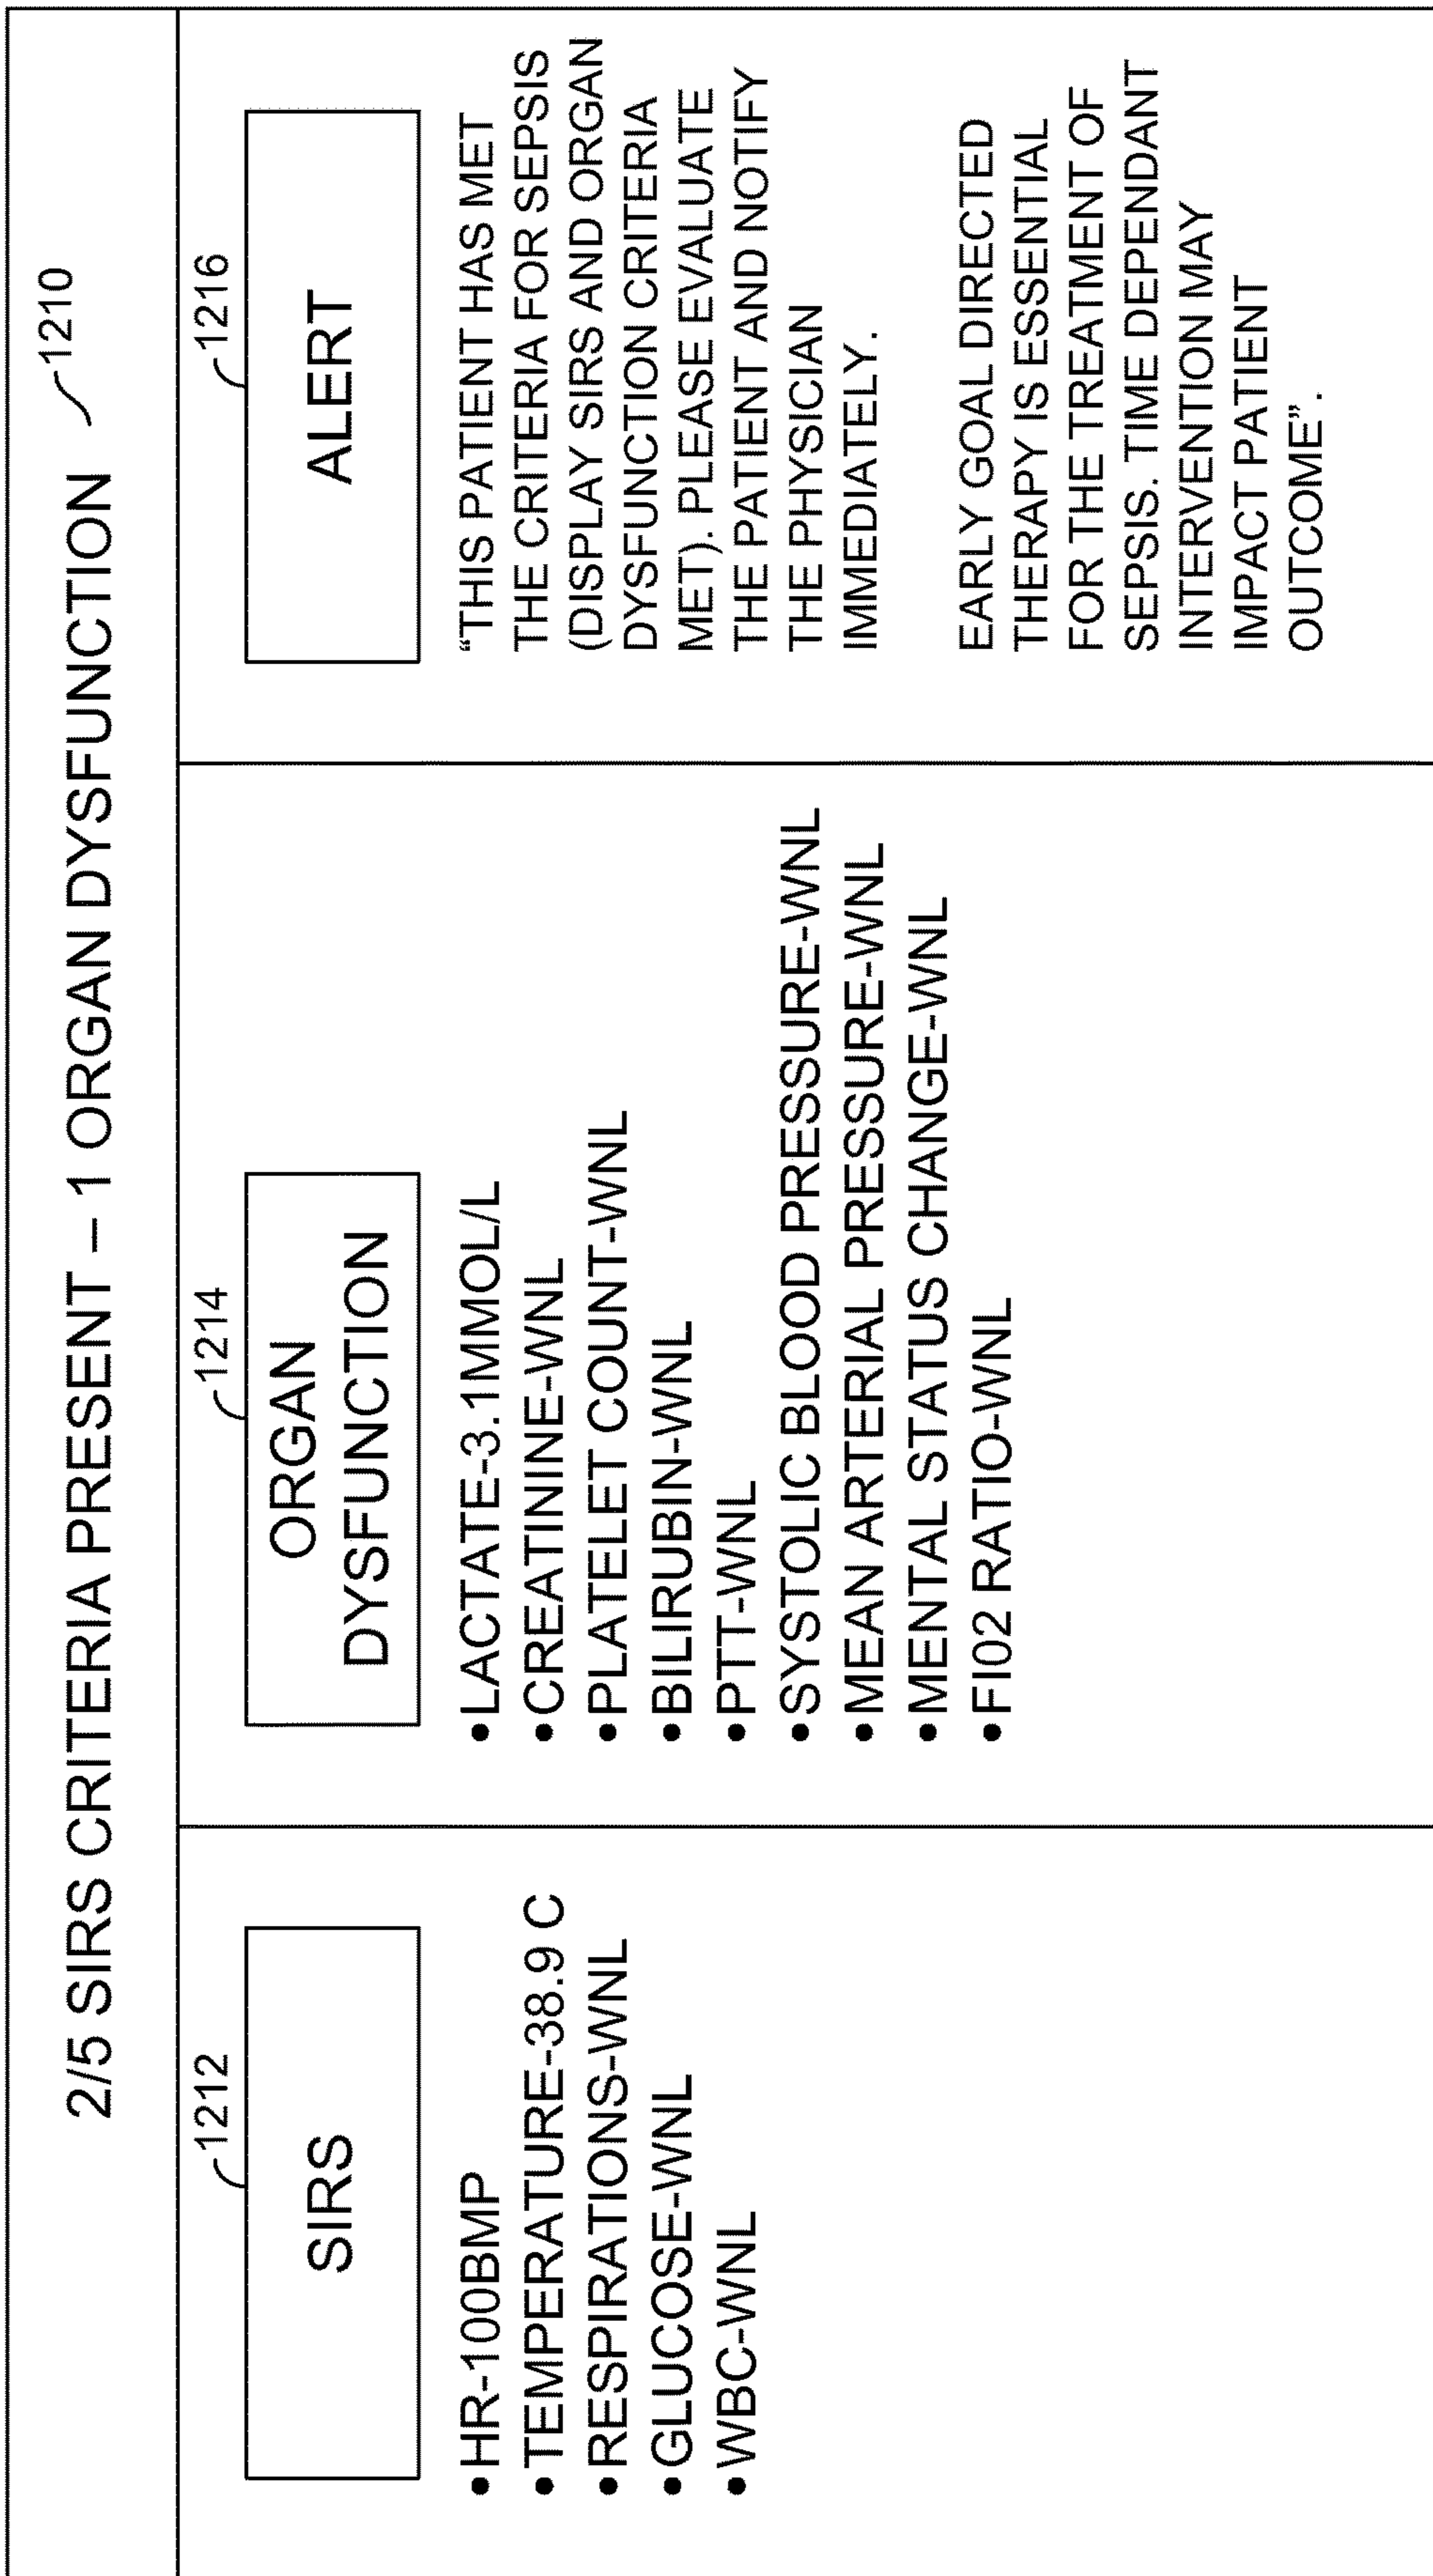 2/5 SIRS CRITERIA PRESENT – 1 ORGAN DYSFUNCTION
1210
1212
SIRS
•HR-100BMP
•TEMPERATURE-38.9 C
•RESPIRATIONS-WNL
•GLUCOSE-WNL
•WBC-WNL
1214
ORGAN
DYSFUNCTION
•LACTATE-3.1MMOL/L
•CREATININE-WNL
•PLATELET COUNT-WNL
•BILIRUBIN-WNL
•PTT-WNL
•SYSTOLIC BLOOD PRESSURE-WNL
•MEAN ARTERIAL PRESSURE-WNL
•MENTAL STATUS CHANGE-WNL
•FI02 RATIO-WNL
1216
ALERT
“THIS PATIENT HAS MET
THE CRITERIA FOR SEPSIS
(DISPLAY SIRS AND ORGAN
DYSFUNCTION CRITERIA
MET). PLEASE EVALUATE
THE PATIENT AND NOTIFY
THE PHYSICIAN
IMMEDIATELY.
EARLY GOAL DIRECTED
THERAPY IS ESSENTIAL
FOR THE TREATMENT OF
SEPSIS. TIME DEPENDANT
INTERVENTION MAY
IMPACT PATIENT
OUTCOME”.